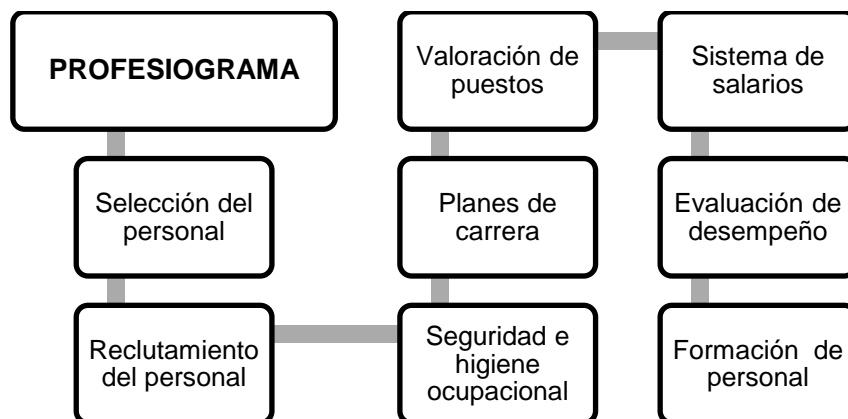 PROFESIOGRAMA
Selección del
personal
Reclutamiento
del personal
Seguridad e
higiene
ocupacional
Planes de
carrera
Valoración de
puestos
Sistema de
salarios
Evaluación de
desempeño
Formación de
personal